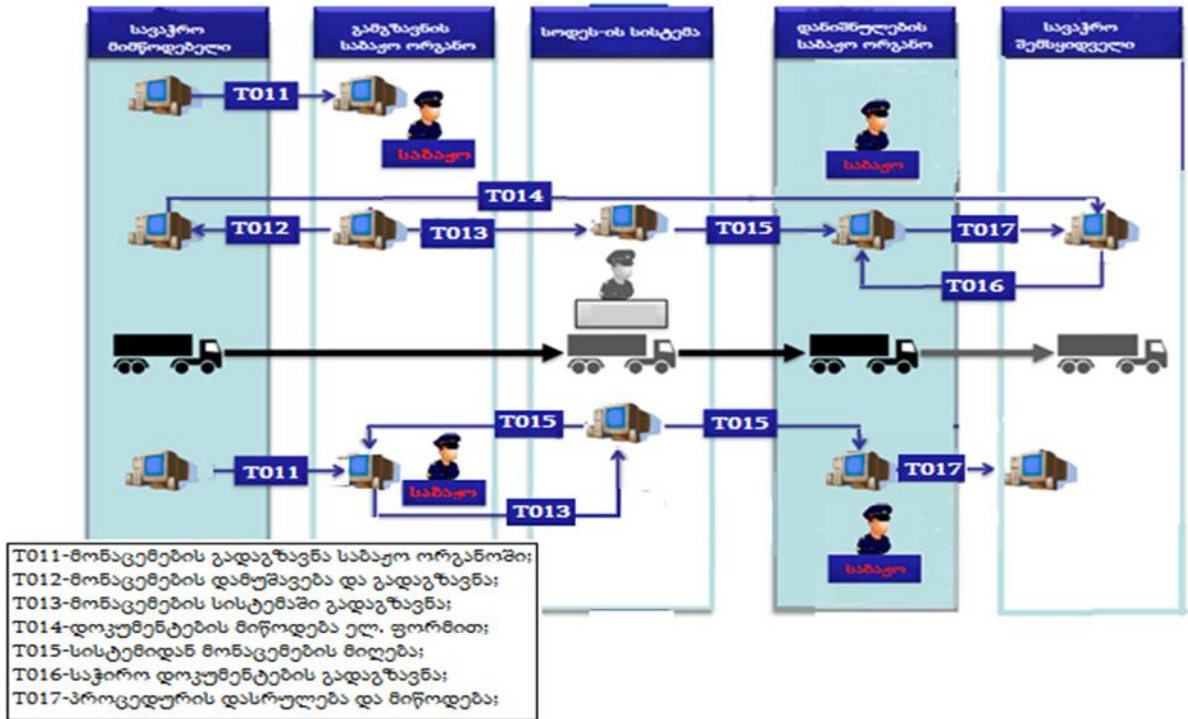 სავაჭრო
მიმწოდებელი
გამგზავნის
საბაჟო ორგანო
სოდეს-ის სისტემა
დანიშნულების
საბაჟო ორგანო
სავაჭრო
შემსყიდველი
T011
საბაჟო
საბაჟო
T014
T012
T013
T015
T017
T016
T015
T015
T011
საბაჟო
T017
T013
საბაჟო
T011-მონაცემების გადაგზავნა საბაჟო ორგანოში;
T012-მონაცემების დამუშავება და გადაგზავნა;
T013-მონაცემების სისტემაში გადაგზავნა;
T014-დოკუმენტების მიწოდება ელ. ფორმით;
T015-სისტემიდან მონაცემების მიღება;
T016-საჭირო დოკუმენტების გადაგზავნა;
T017-პროცედურის დასრულება და მიწოდება;